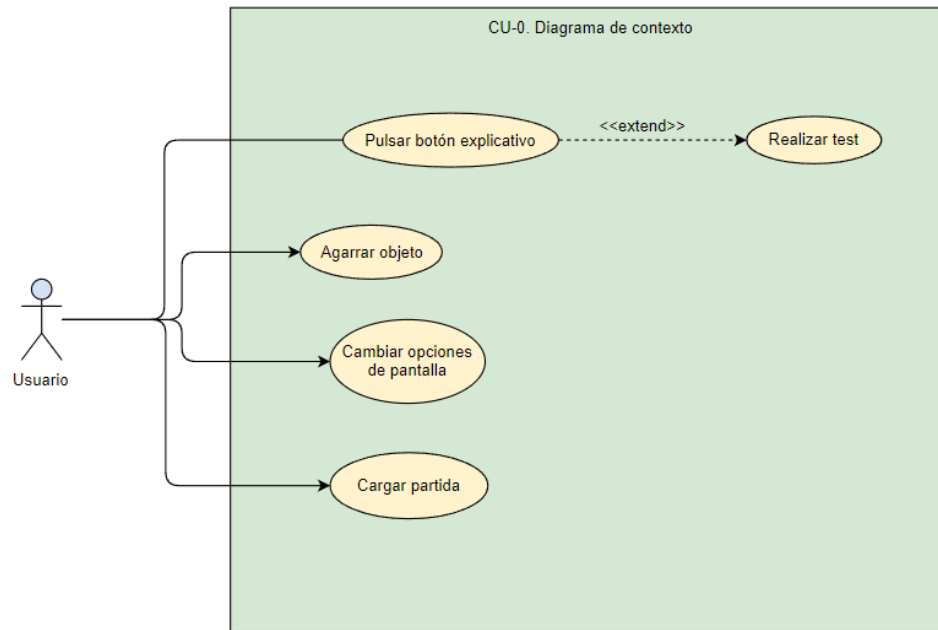 CU-0. Diagrama de contexto
Pulsar botón explicativo
<<extend>>
Realizar test
Agarrar objeto
Cambiar opciones
de pantalla
Usuario
Cargar partida